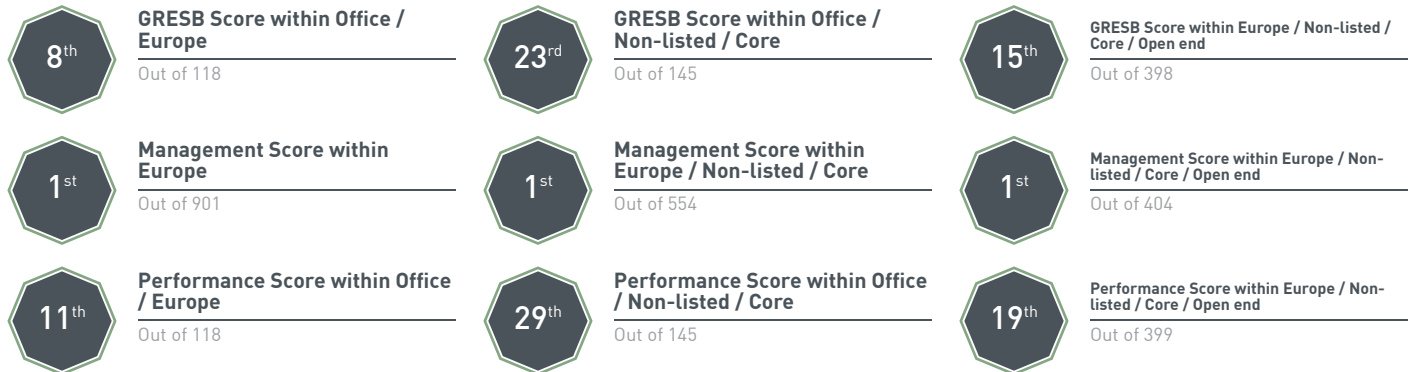 8th
GRESB Score within Office /
Europe
Out of 118
23rd
GRESB Score within Office /
Non-listed / Core
Out of 145
15th
GRESB Score within Europe / Non-listed /
Core / Open end
Out of 398
1st
Management Score within
Europe
Out of 901
1st
Management Score within
Europe / Non-listed / Core
Out of 554
1st
Management Score within Europe / Non-
listed / Core / Open end
Out of 404
11th
Performance Score within Office
/ Europe
Out of 118
29th
Performance Score within Office
/ Non-listed / Core
Out of 145
19th
Performance Score within Europe / Non-
listed / Core / Open end
Out of 399